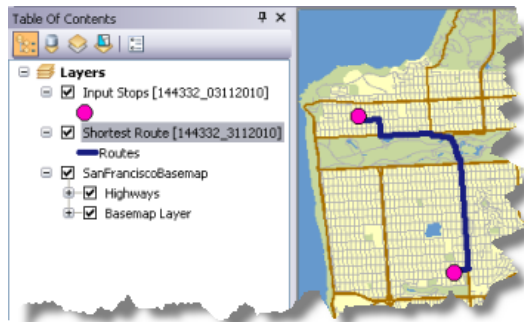 Table Of Contents
Layers
Input Stops [144332_03112010]
Shortest Route [144332_3112010]
Routes
SanFranciscoBasemap
Highways
Basemap Layer